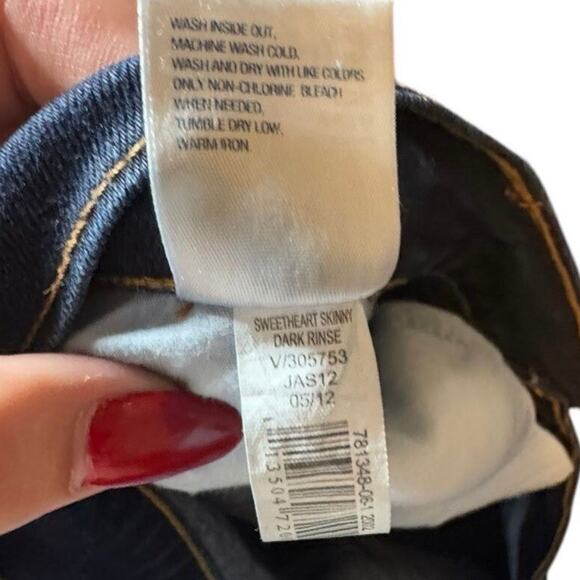 WASH INSIDE OUT,
MACHINE WASH COLD,
WASH AND DRY WITH LIKE COLORS.
ONLY NON-CHLORINE BLEACH
WHEN NEEDED,
TUMBLE DRY LOW,
WARM IRON.
SWEETHEART SKINNY
DARK RINSE
V/305753
JAS12
05/12